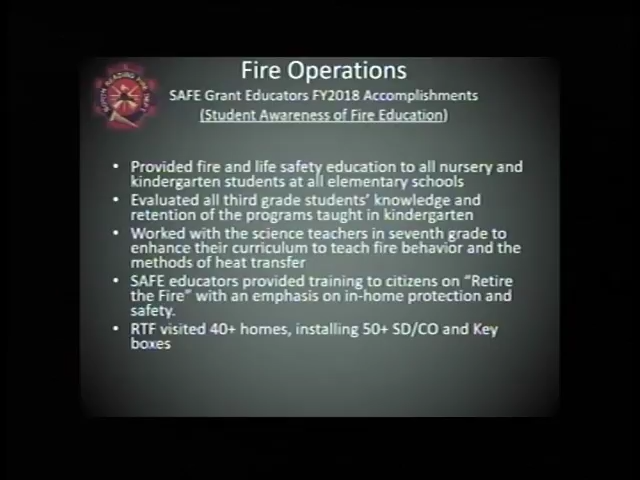 Fire Operations
SAFE Grant Educators FY2018 Accomplishments
(Student Awareness of Fire Education)
• Provided fire and life safety education to all nursery and
kindergarten students at all elementary schools
• Evaluated all third grade students' knowledge and
retention of the programs taught in kindergarten
• Worked with the science teachers in seventh grade to
enhance their curriculum to teach fire behavior and the
methods of heat transfer
• SAFE educators provided training to citizens on "Retire
the Fire" with an emphasis on in-home protection and
safety.
• RTF visited 40+ homes, installing 50+ SD/CO and Key
boxes